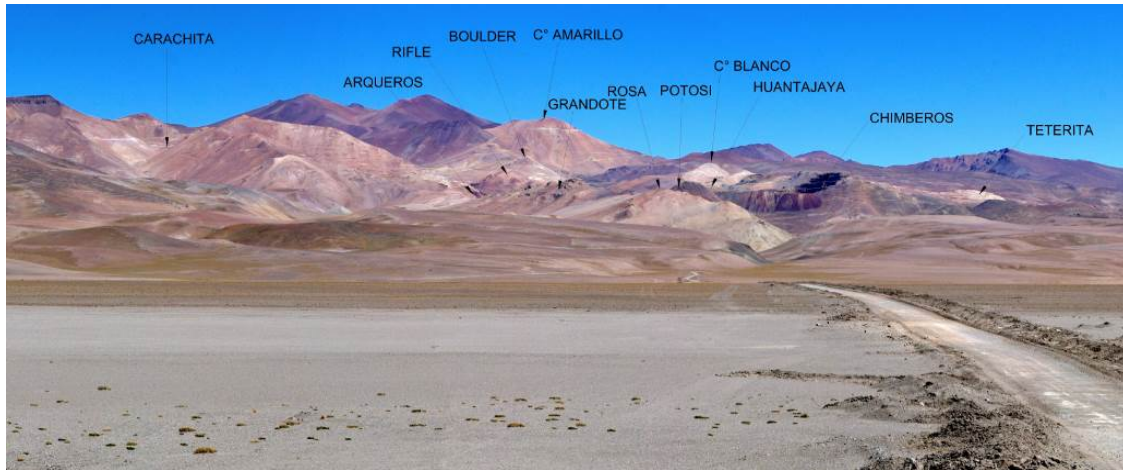 CARACHITA
ARQUEROS
RIFLE
BOULDER
C° AMARILLO
GRANDOTE
ROSA
POTOSI
C° BLANCO
HUANTAJAYA
CHIMBEROS
TETERITA